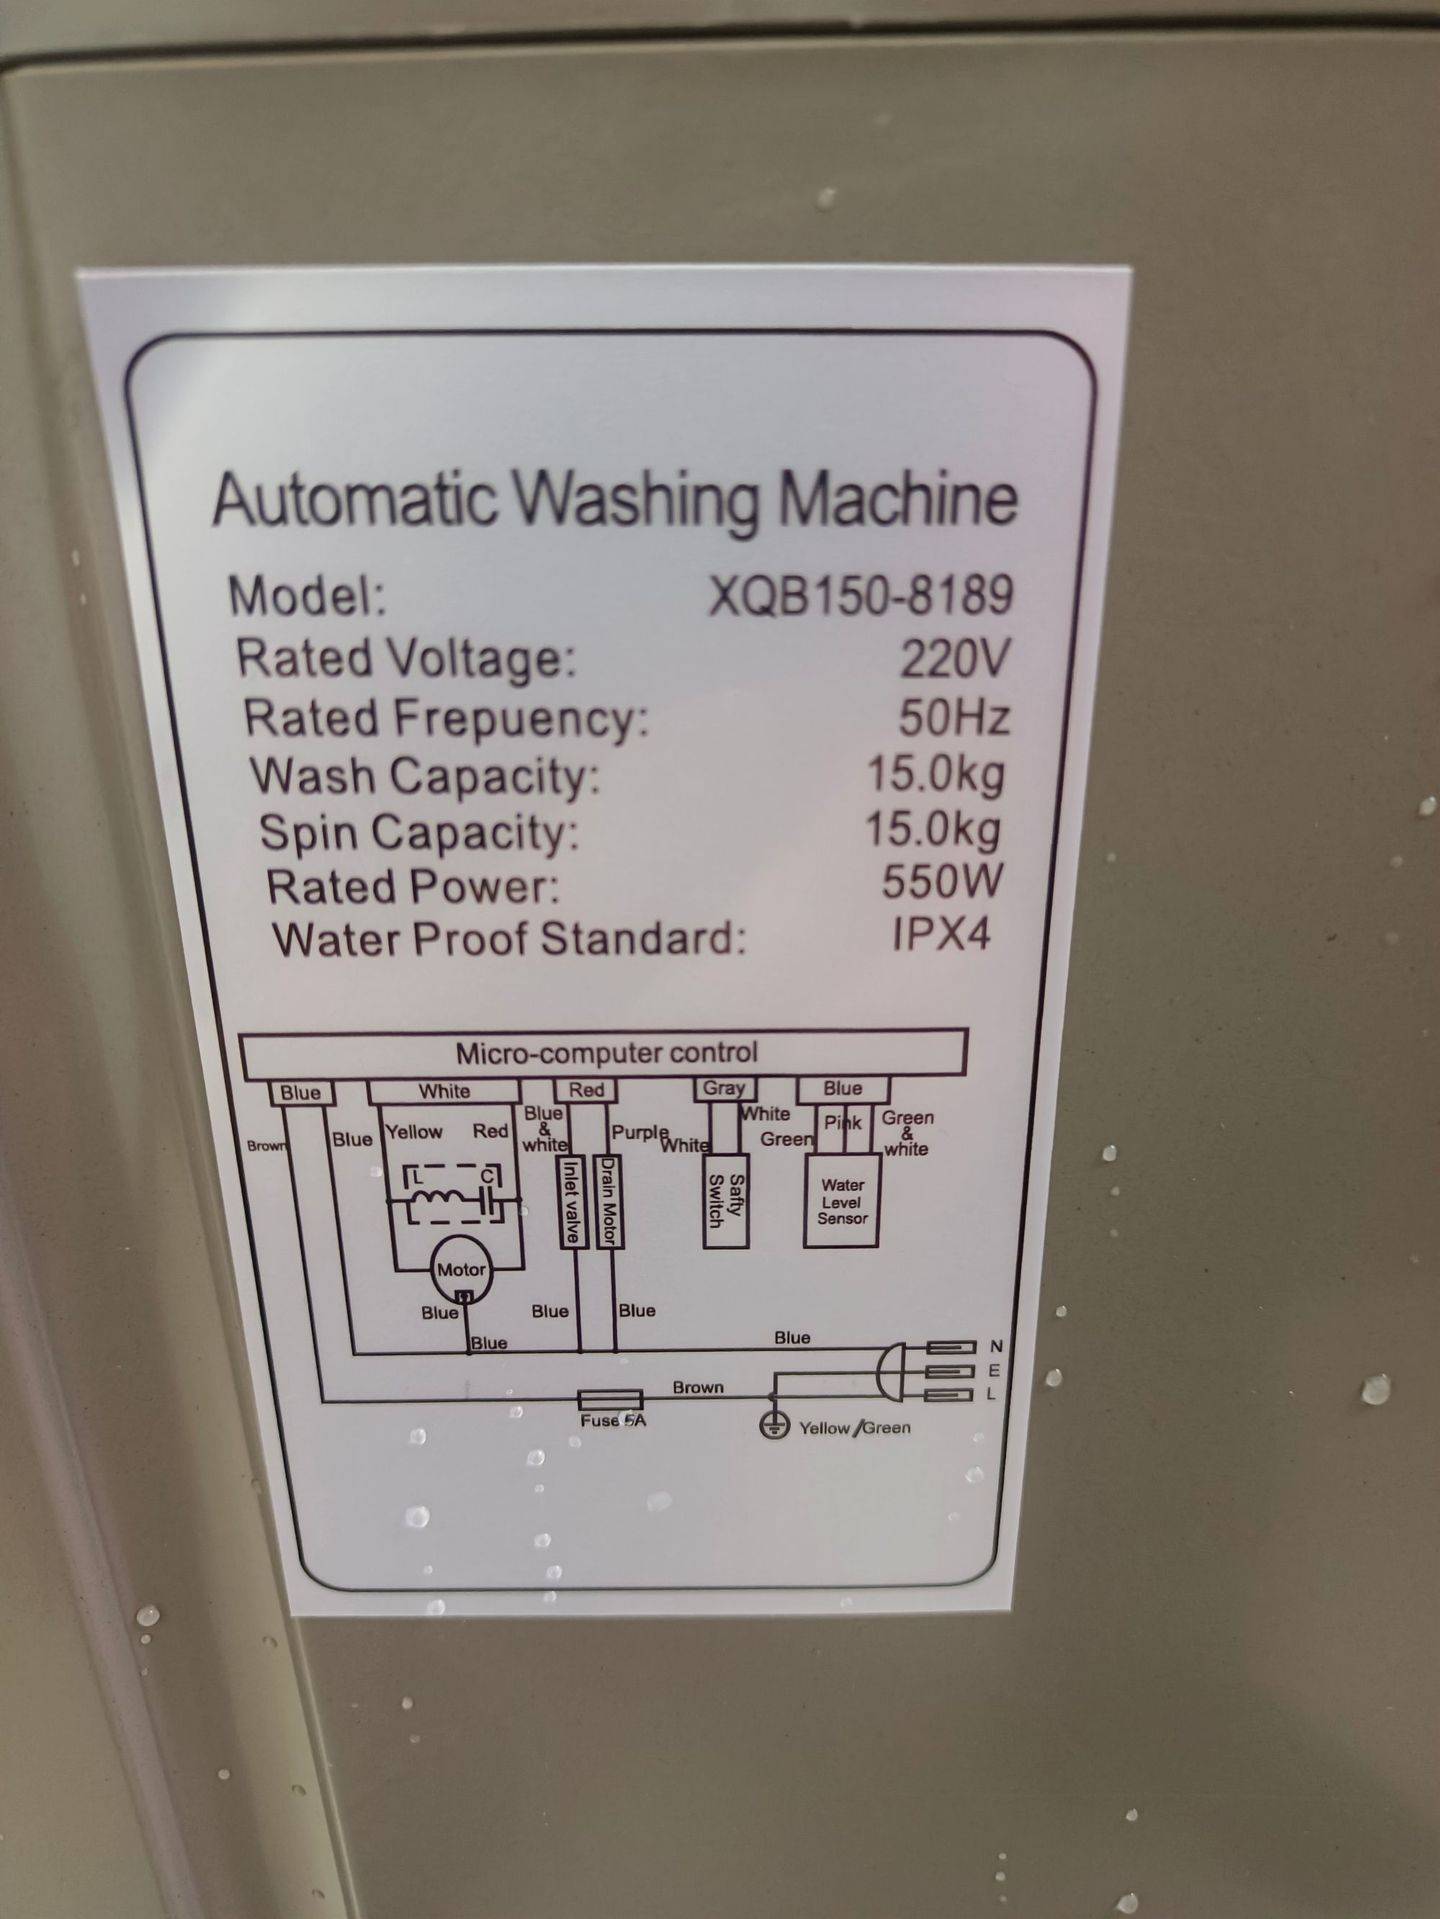 Automatic Washing Machine
Model: XQB150-8189
Rated Voltage: 220V
Rated Frepuency: 50Hz
Wash Capacity: 15.0kg
Spin Capacity: 15.0kg
Rated Power: 550W
Water Proof Standard: IPX4
Micro-computer control
Blue White Red Gray Blue
Brown Blue Yellow Red Blue & white Purple White White Green Pink Green & white
L C
Inlet valve
Drain Motor
Safty Switch
Water
Level
Sensor
Motor
Blue Blue Blue
Blue Blue N
E
Brown L
Fuse 5A Yellow/Green